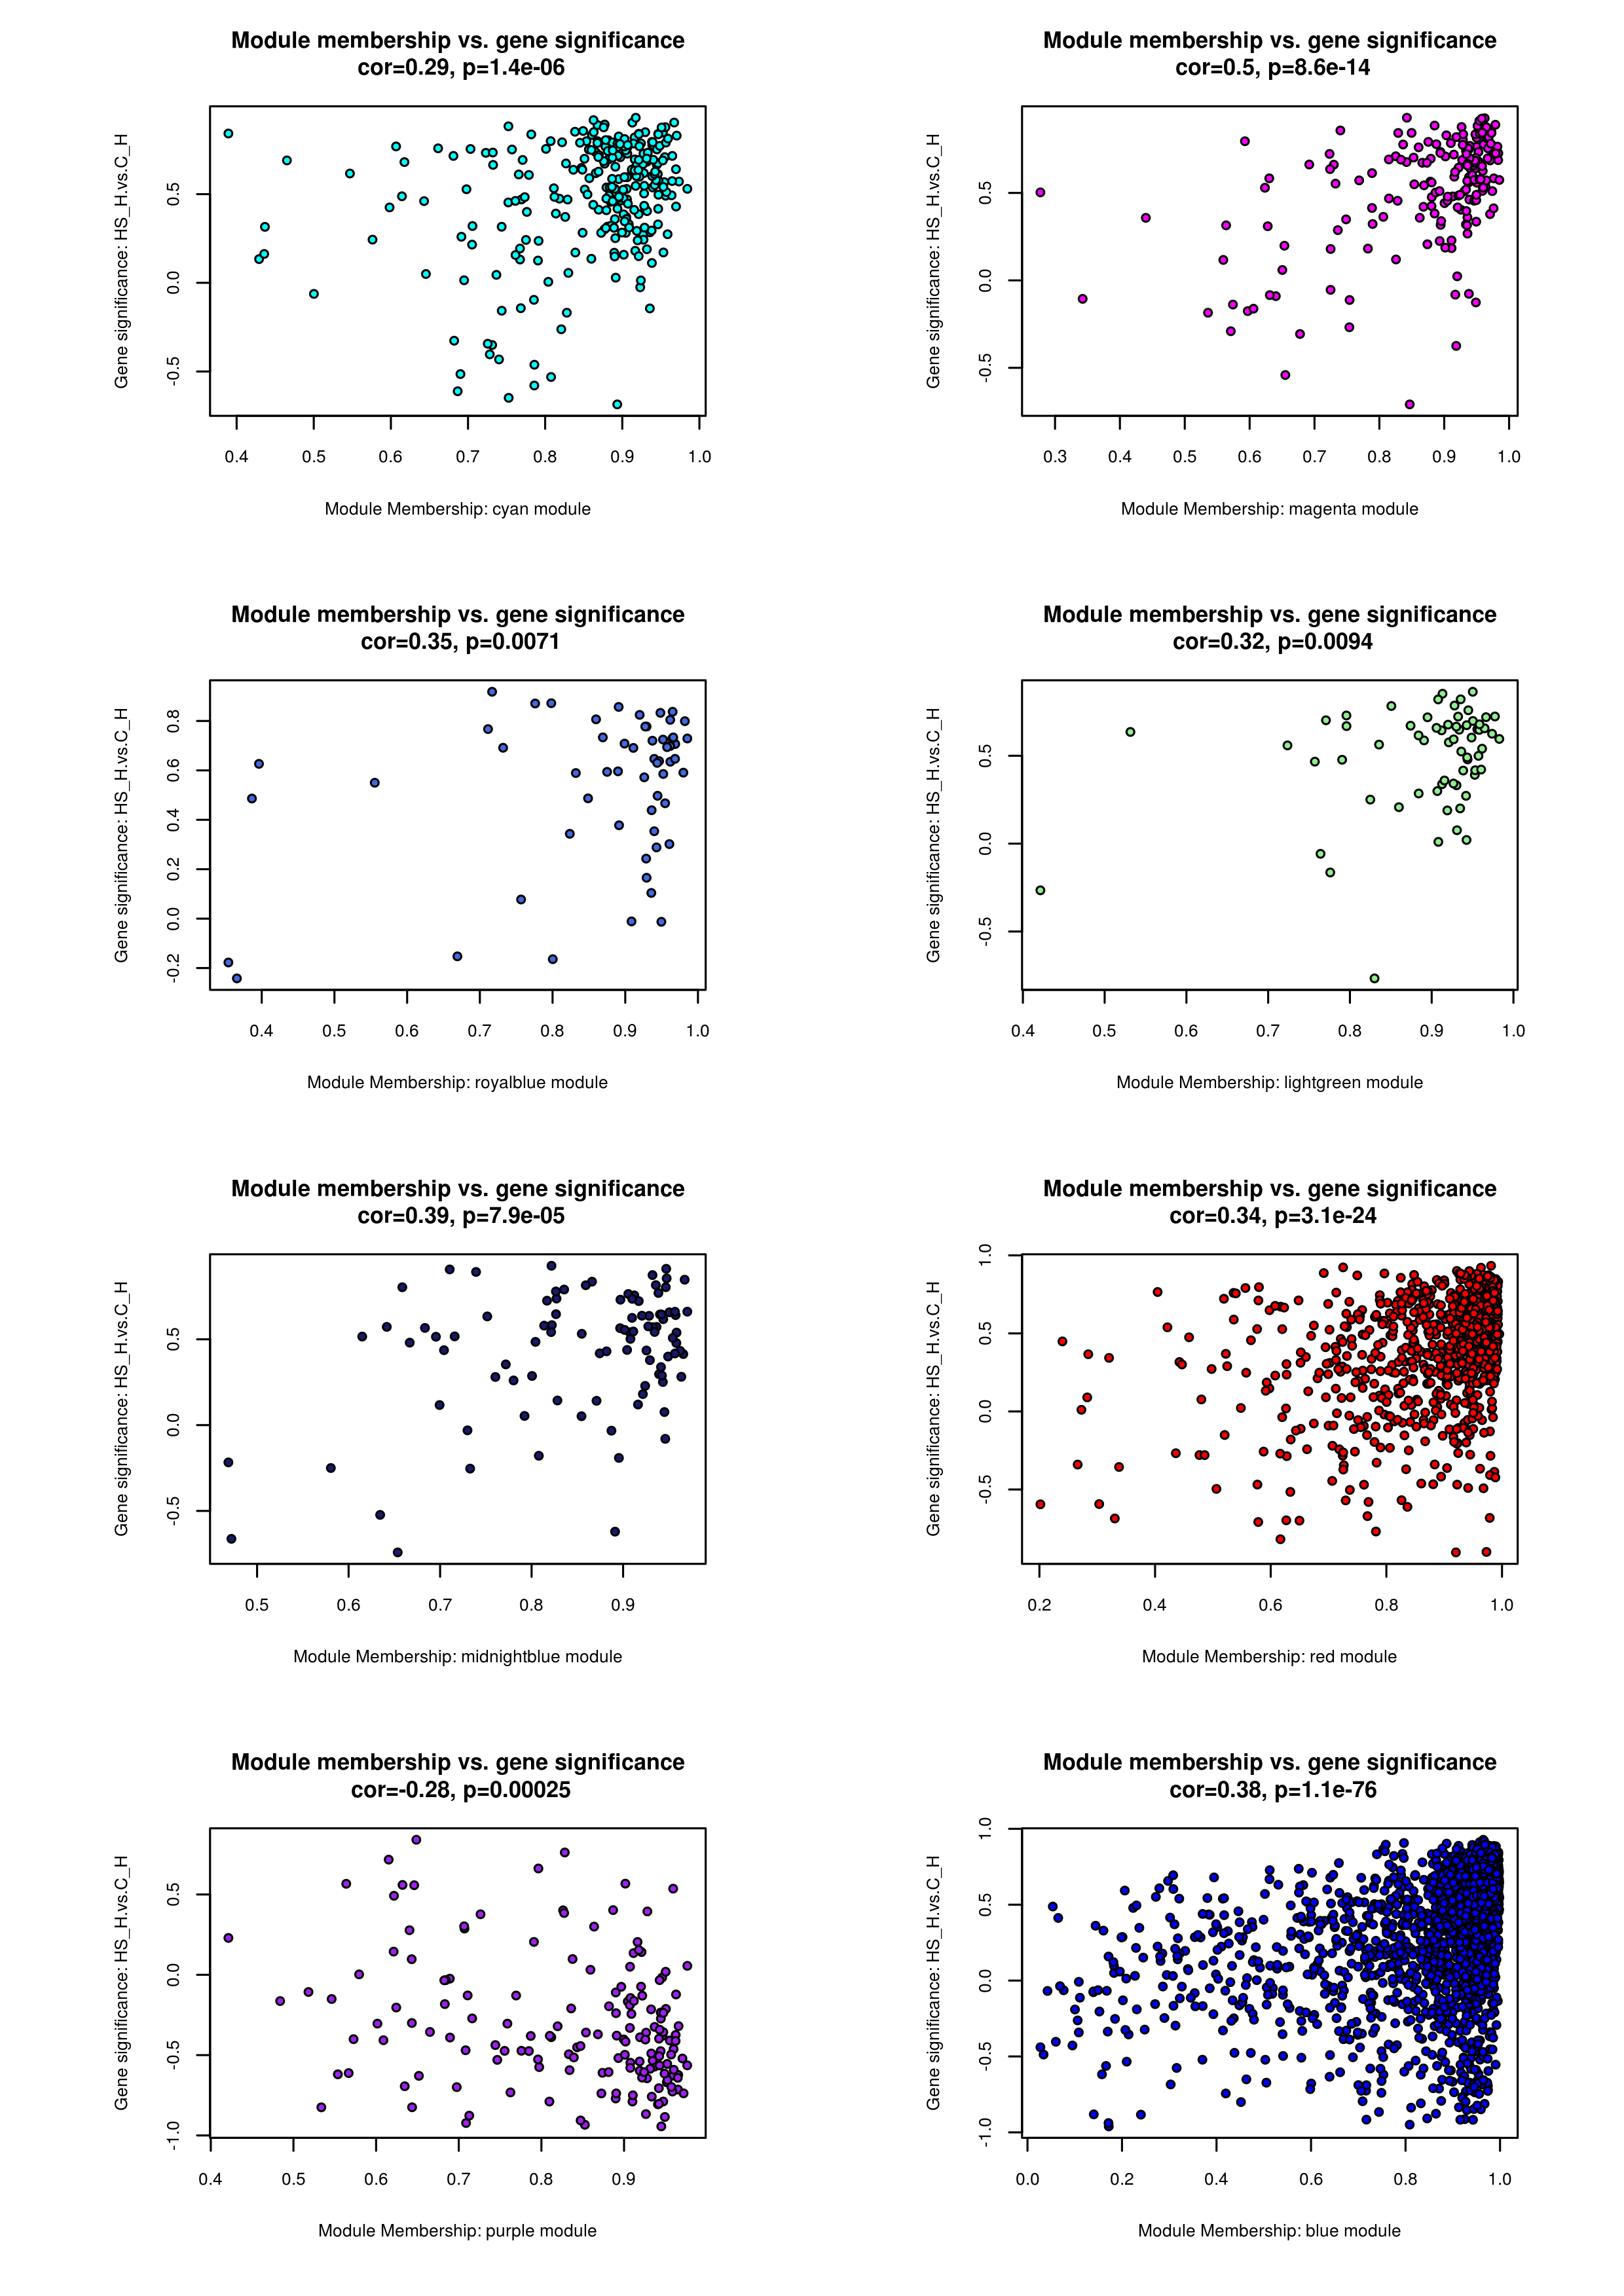 Module membership vs. gene significance
cor=0.29, p=1.4e-06
Gene significance: HS_H.vs.C_H
0.5
0.0
-0.5
0.4 0.5 0.6 0.7 0.8 0.9 1.0
Module Membership: cyan module
Module membership vs. gene significance
cor=0.5, p=8.6e-14
Gene significance: HS_H.vs.C_H
0.5
0.0
-0.5
0.3 0.4 0.5 0.6 0.7 0.8 0.9 1.0
Module Membership: magenta module
Module membership vs. gene significance
cor=0.35, p=0.0071
Gene significance: HS_H.vs.C_H
0.8
0.6
0.4
0.2
0.0
-0.2
0.4 0.5 0.6 0.7 0.8 0.9 1.0
Module Membership: royalblue module
Module membership vs. gene significance
cor=0.32, p=0.0094
Gene significance: HS_H.vs.C_H
0.5
0.0
-0.5
0.4 0.5 0.6 0.7 0.8 0.9 1.0
Module Membership: lightgreen module
Module membership vs. gene significance
cor=0.39, p=7.9e-05
Gene significance: HS_H.vs.C_H
0.5
0.0
-0.5
0.5 0.6 0.7 0.8 0.9
Module Membership: midnightblue module
Module membership vs. gene significance
cor=0.34, p=3.1e-24
Gene significance: HS_H.vs.C_H
1.0
0.5
0.0
-0.5
0.2 0.4 0.6 0.8 1.0
Module Membership: red module
Module membership vs. gene significance
cor=-0.28, p=0.00025
Gene significance: HS_H.vs.C_H
0.5
0.0
-0.5
-1.0
0.4 0.5 0.6 0.7 0.8 0.9
Module Membership: purple module
Module membership vs. gene significance
cor=0.38, p=1.1e-76
Gene significance: HS_H.vs.C_H
1.0
0.5
0.0
-0.5
-1.0
0.0 0.2 0.4 0.6 0.8 1.0
Module Membership: blue module